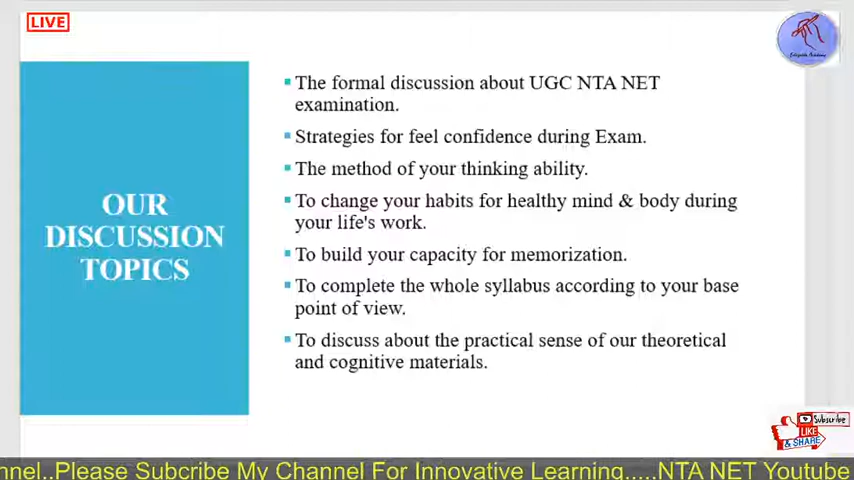 LIVE
OUR
DISCUSSION
TOPICS
The formal discussion about UGC NTA NET
examination.
Strategies for feel confidence during Exam.
The method of your thinking ability.
To change your habits for healthy mind & body during
your life's work.
To build your capacity for memorization.
To complete the whole syllabus according to your base
point of view.
To discuss about the practical sense of our theoretical
and cognitive materials.
Subscribe
LIKE
& SHARE
nnel..Please Subcribe My Channel For Innovative Learning.....NTA NET Youtube